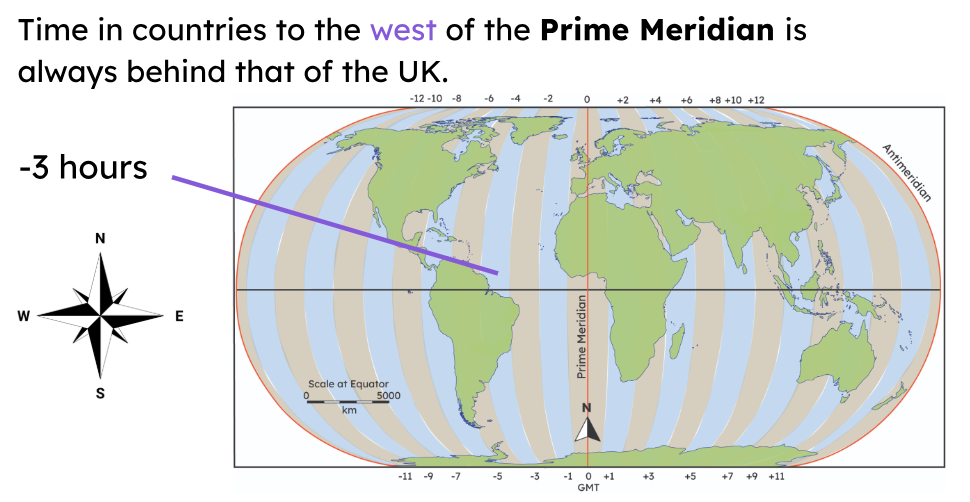 Time in countries to the west of the Prime Meridian is
always behind that of the UK.
-12 -10 -8 -6 -4 -2 0 +2 +4 +6 +8 +10 +12
-3 hours
Antimeridian
N
W E
S
Prime Meridian
Scale at Equator
0 5000
km
N
-11 -9 -7 -5 -3 -1 0 +1 +3 +5 +7 +9 +11
GMT